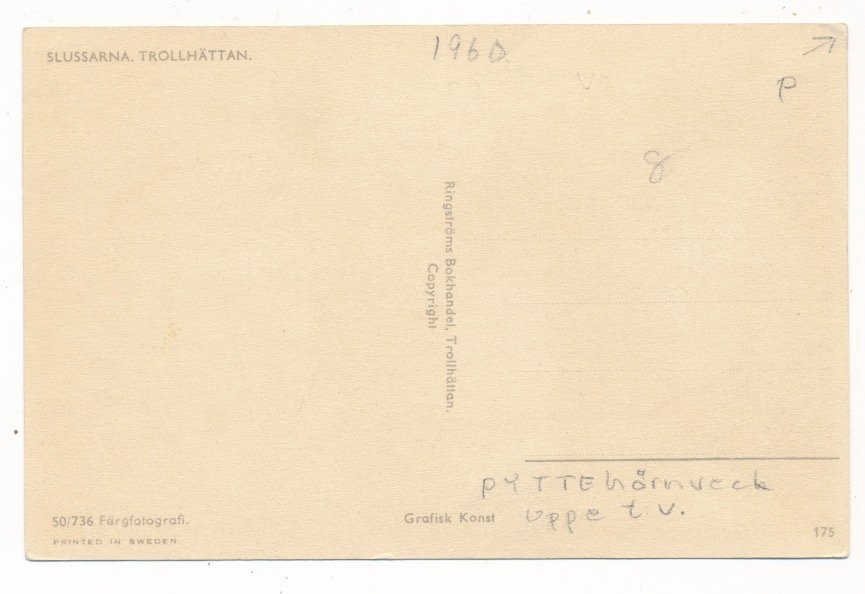 SLUSSARNA. TROLLHÄTTAN.
1960
P
8
Ringströms Bokhandel, Trollhättan.
Copyright
PYTTEhörnveck
uppe t.v.
50/736 Färgfotografi.
Grafisk Konst
175
PRINTED IN SWEDEN